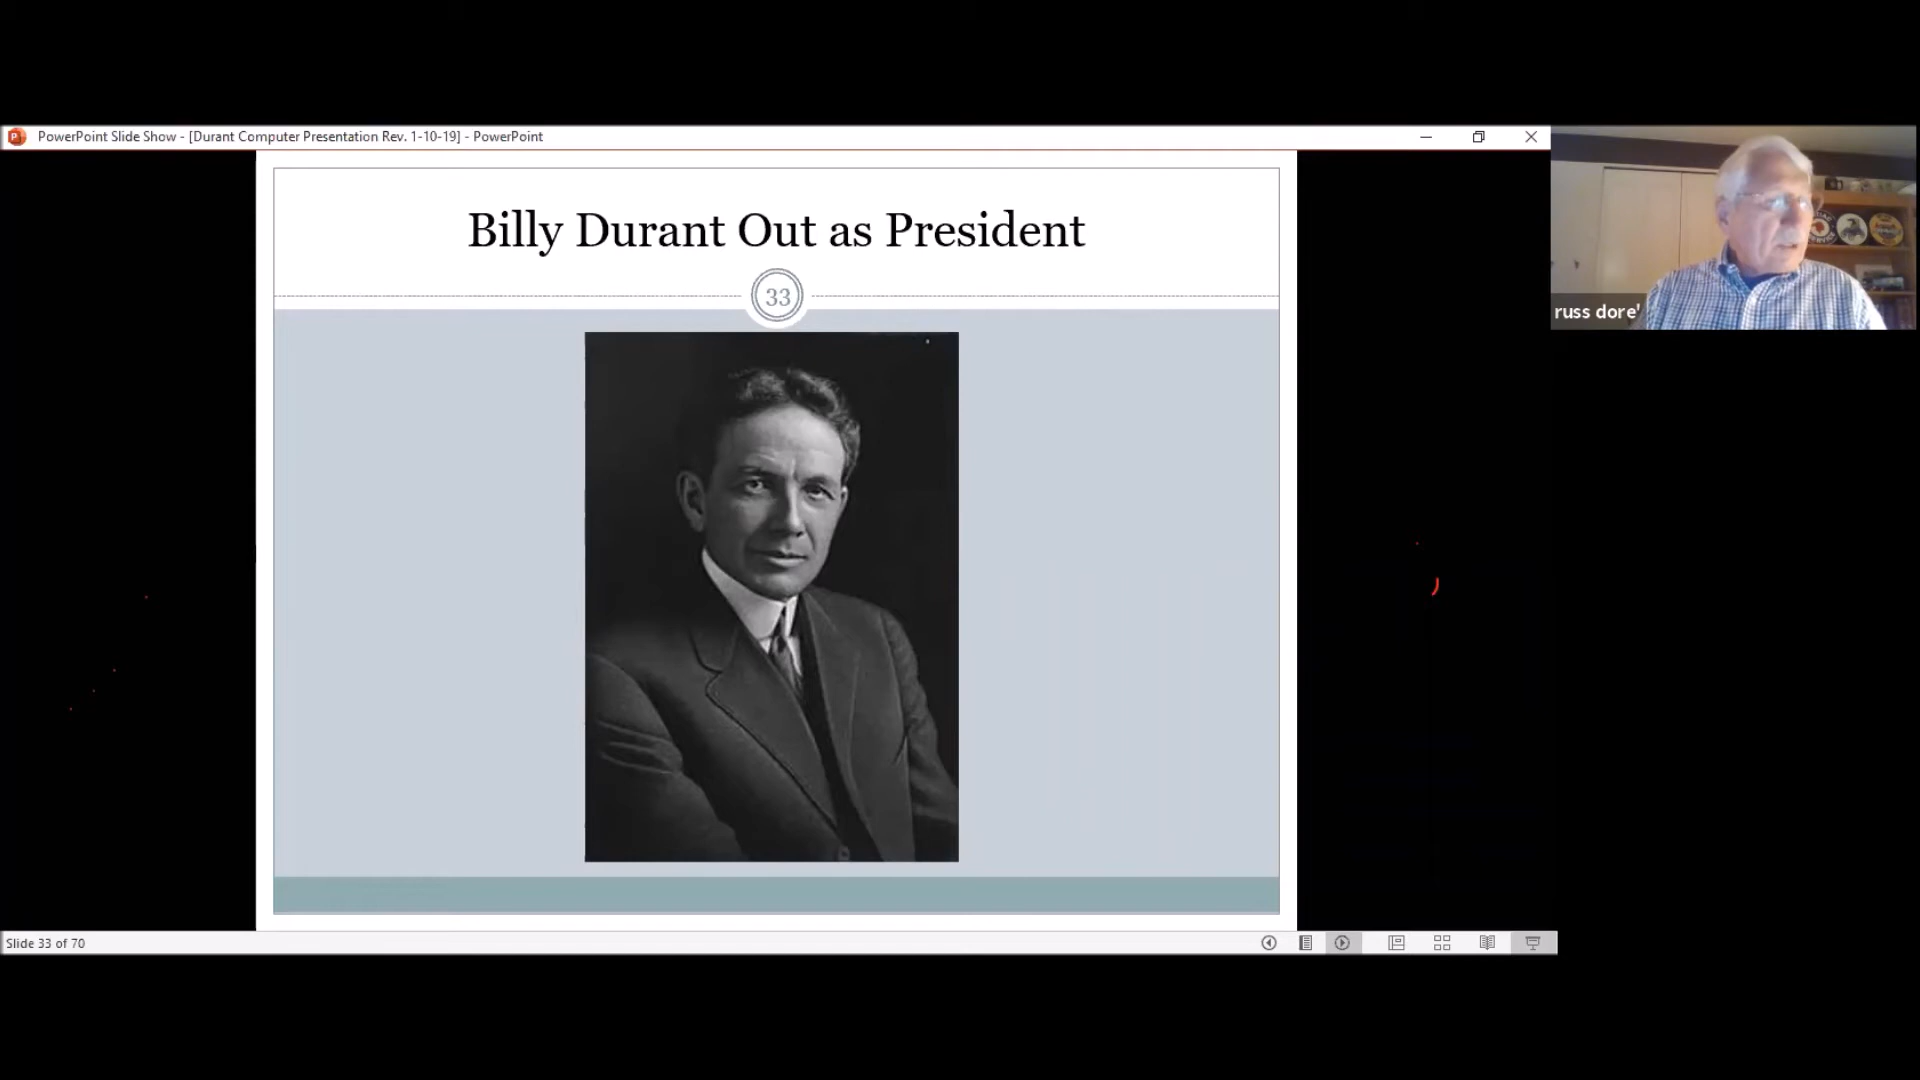 PowerPoint Slide Show - [Durant Computer Presentation Rev. 1-10-19] - PowerPoint
Billy Durant Out as President
33
russ dore'
Slide 33 of 70